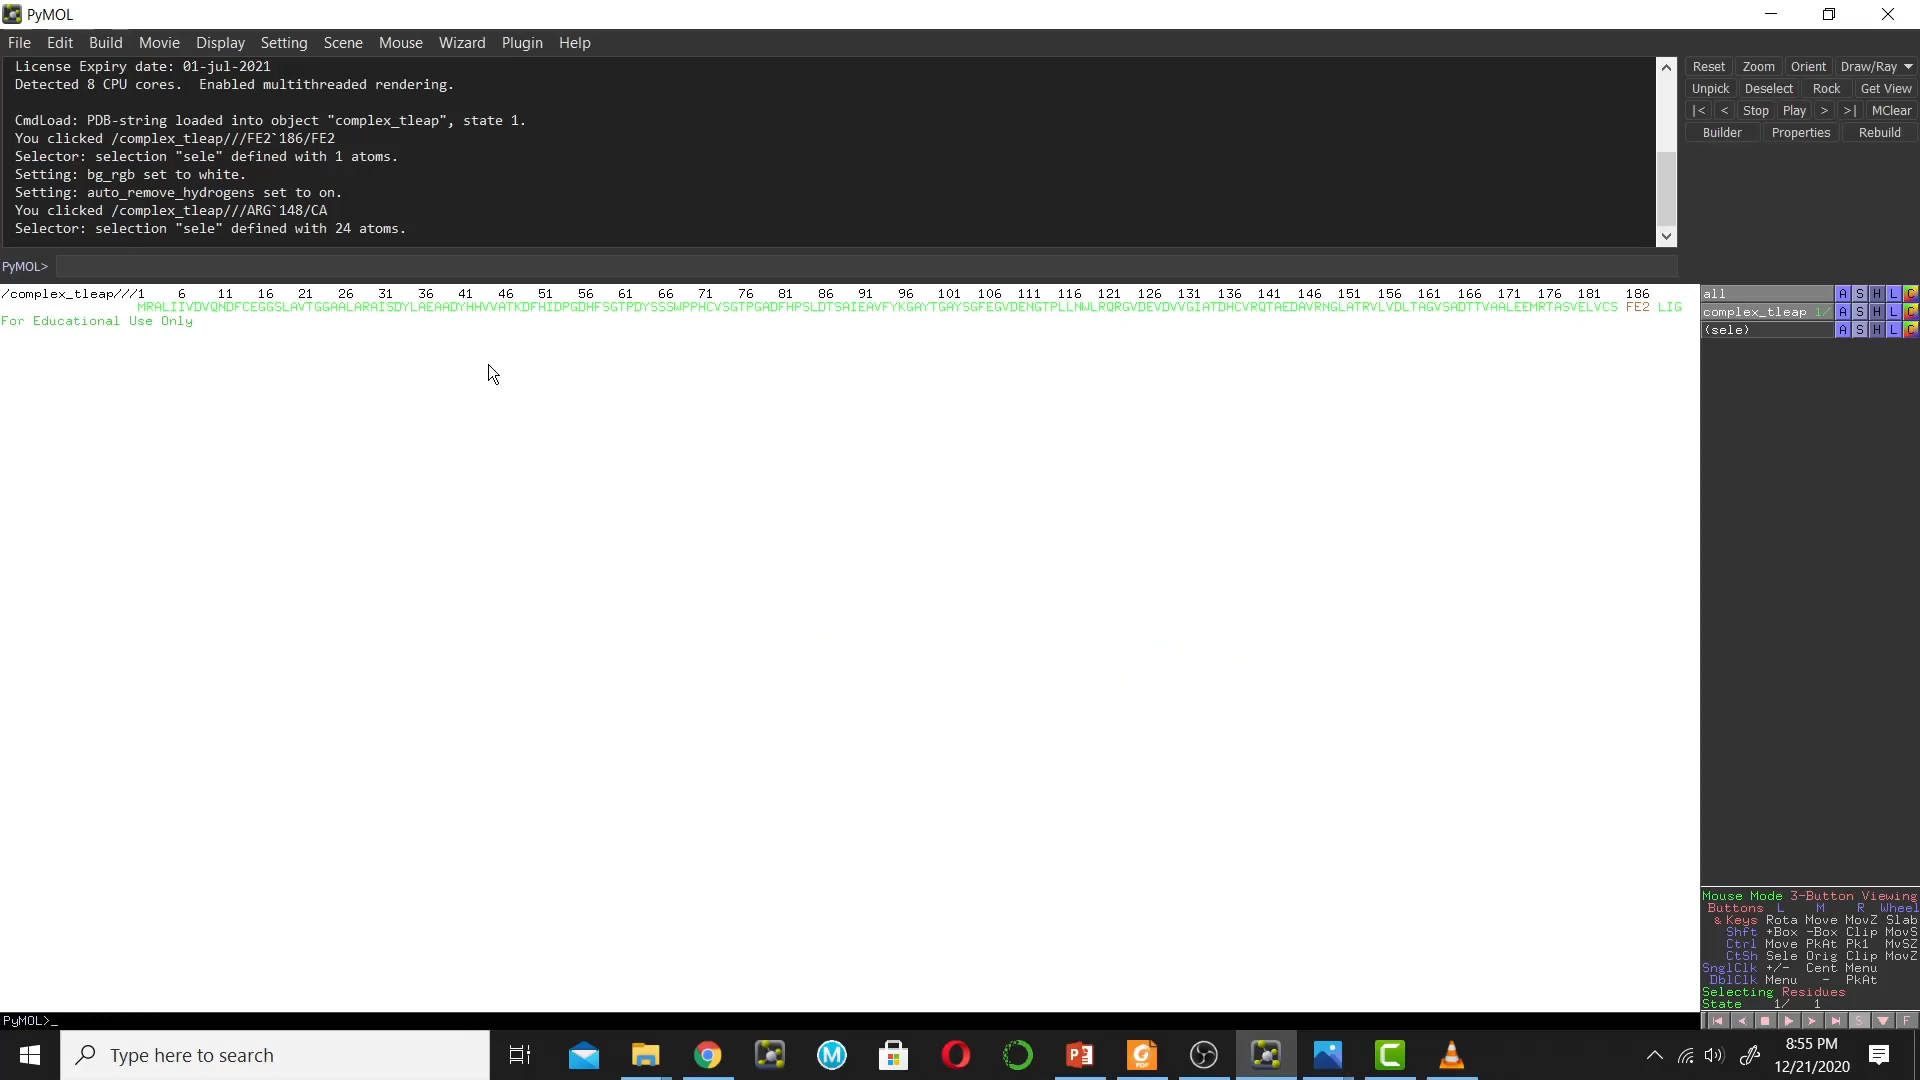 PyMOL
File Edit Build Movie Display Setting Scene Mouse Wizard Plugin Help
License Expiry date: 01-jul-2021
Detected 8 CPU cores.  Enabled multithreaded rendering.
CmdLoad: PDB-string loaded into object "complex_tleap", state 1.
You clicked /complex_tleap///FE2`186/FE2
Selector: selection "sele" defined with 1 atoms.
Setting: bg_rgb set to white.
Setting: auto_remove_hydrogens set to on.
You clicked /complex_tleap///ARG`148/CA
Selector: selection "sele" defined with 24 atoms.
Reset Zoom Orient Draw/Ray
Unpick Deselect Rock Get View
|< < Stop Play > >| MClear
Builder Properties Rebuild
PyMOL>
/complex_tleap///1 6 11 16 21 26 31 36 41 46 51 56 61 66 71 76 81 86 91 96 101 106 111 116 121 126 131 136 141 146 151 156 161 166 171 176 181 186
MRALIIVDVQNDFCEGGSLAVTGGAALARAISDYLAEAADYHHVVATKDFHIDPGDHFSGTPDYSSSWPPHCVSGTPGADFHPSLDTSAIEAVFYKGAYTGAYSGFEGVDENGTPLLNWLRQRGVDEVDVVGIATDHCVRQTAEDAVRNGLATRVLVDLTAGVSADTTVAALEEMRTASVELVCS FE2 LIG
For Educational Use Only
all A S H L C
complex_tleap 1/ A S H L C
(sele) A S H L C
Mouse Mode 3-Button Viewing
Buttons L M R Wheel
& Keys Rota Move MovZ Slab
Shft +Box -Box Clip MovS
Ctrl Move PkAt Pk1 MvSZ
CtSh Sele Orig Clip MovZ
SnglClk +/- Cent Menu
DblClk Menu - PkAt
Selecting Residues
State 1/ 1
PyMOL>_
S F
Type here to search
8:55 PM
12/21/2020